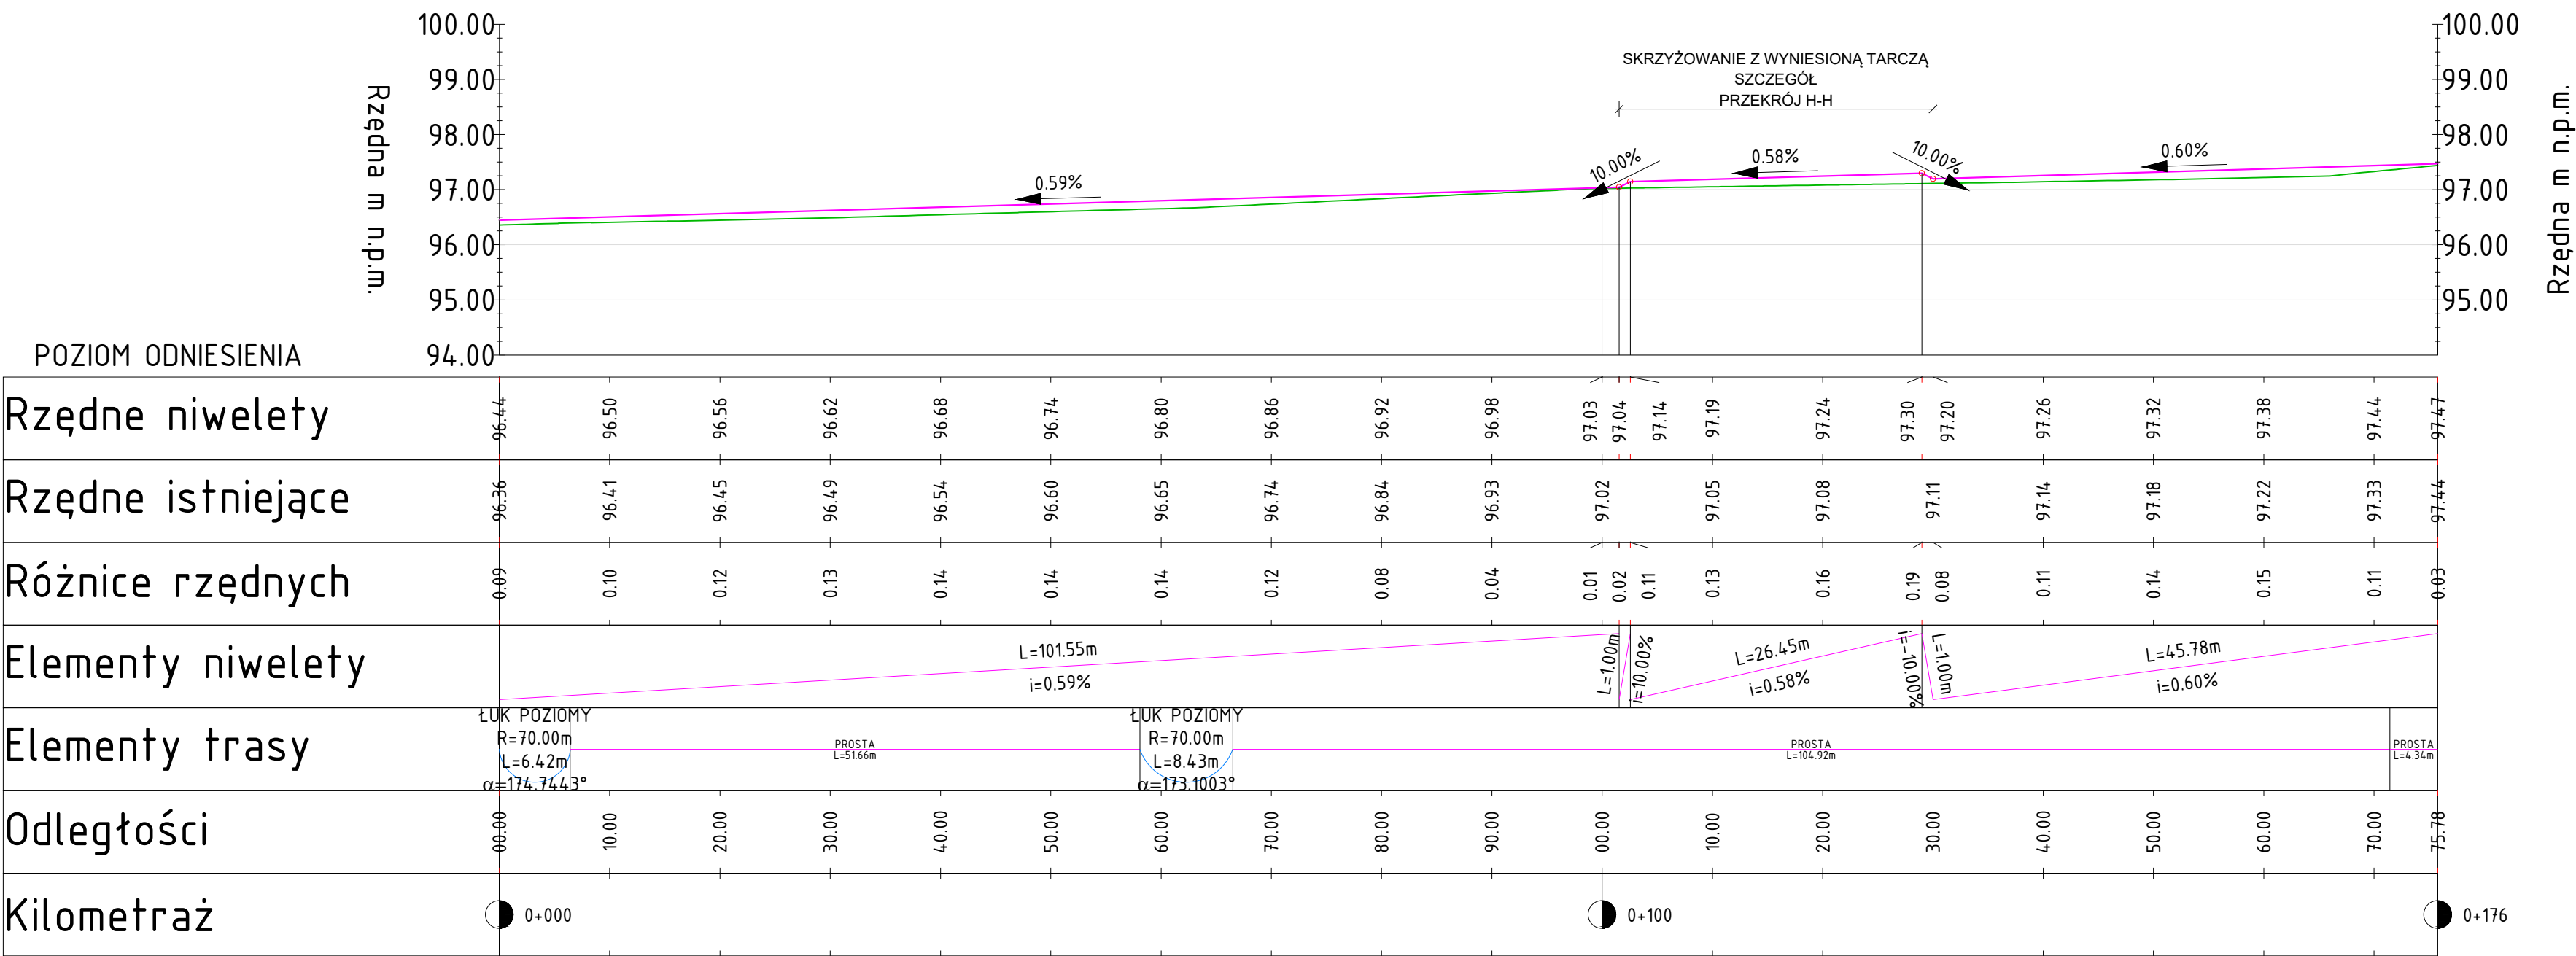 100.00
100.00
SKRZYŻOWANIE Z WYNIESIONĄ TARCZĄ
SZCZEGÓŁ
PRZEKRÓJ H-H
99.00
99.00
98.00
98.00
97.00
97.00
96.00
96.00
95.00
95.00
94.00
Rzędna m n.p.m.
Rzędna m n.p.m.
0.59%
10.00%
0.58%
10.00%
0.60%
POZIOM ODNIESIENIA
Rzędne niwelety
96.44 96.50 96.56 96.62 96.68 96.74 96.80 96.86 96.92 96.98 97.03 97.04 97.14 97.19 97.24 97.30 97.20 97.26 97.32 97.38 97.44 97.47
Rzędne istniejące
96.36 96.41 96.45 96.49 96.54 96.60 96.65 96.74 96.84 96.93 97.02 97.05 97.08 97.11 97.14 97.18 97.22 97.33 97.44
Różnice rzędnych
0.09 0.10 0.12 0.13 0.14 0.14 0.14 0.12 0.08 0.04 0.01 0.02 0.11 0.13 0.16 0.19 0.08 0.11 0.14 0.15 0.11 0.03
Elementy niwelety
L=101.55m
i=0.59%
L=1.00m
i=10.00%
L=26.45m
i=0.58%
i=-10.00%
L=1.00m
L=45.78m
i=0.60%
Elementy trasy
ŁUK POZIOMY
R=70.00m
L=6.42m
α=174.7443°
PROSTA
L=51.66m
ŁUK POZIOMY
R=70.00m
L=8.43m
α=173.1003°
PROSTA
L=104.92m
PROSTA
L=4.34m
Odległości
00.00 10.00 20.00 30.00 40.00 50.00 60.00 70.00 80.00 90.00 00.00 10.00 20.00 30.00 40.00 50.00 60.00 70.00 75.78
Kilometraż
0+000
0+100
0+176